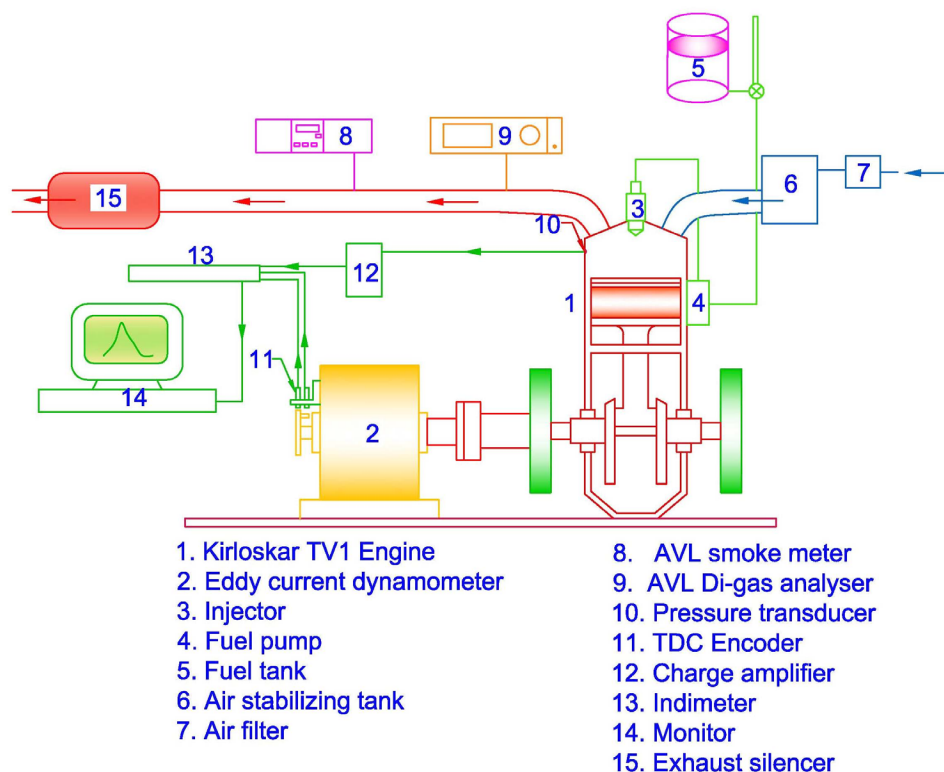 5
8
9
7
6
15
3
10
13
12
4
1
11
14
2
1. Kirloskar TV1 Engine
2. Eddy current dynamometer
3. Injector
4. Fuel pump
5. Fuel tank
6. Air stabilizing tank
7. Air filter
8. AVL smoke meter
9. AVL Di-gas analyser
10. Pressure transducer
11. TDC Encoder
12. Charge amplifier
13. Indimeter
14. Monitor
15. Exhaust silencer